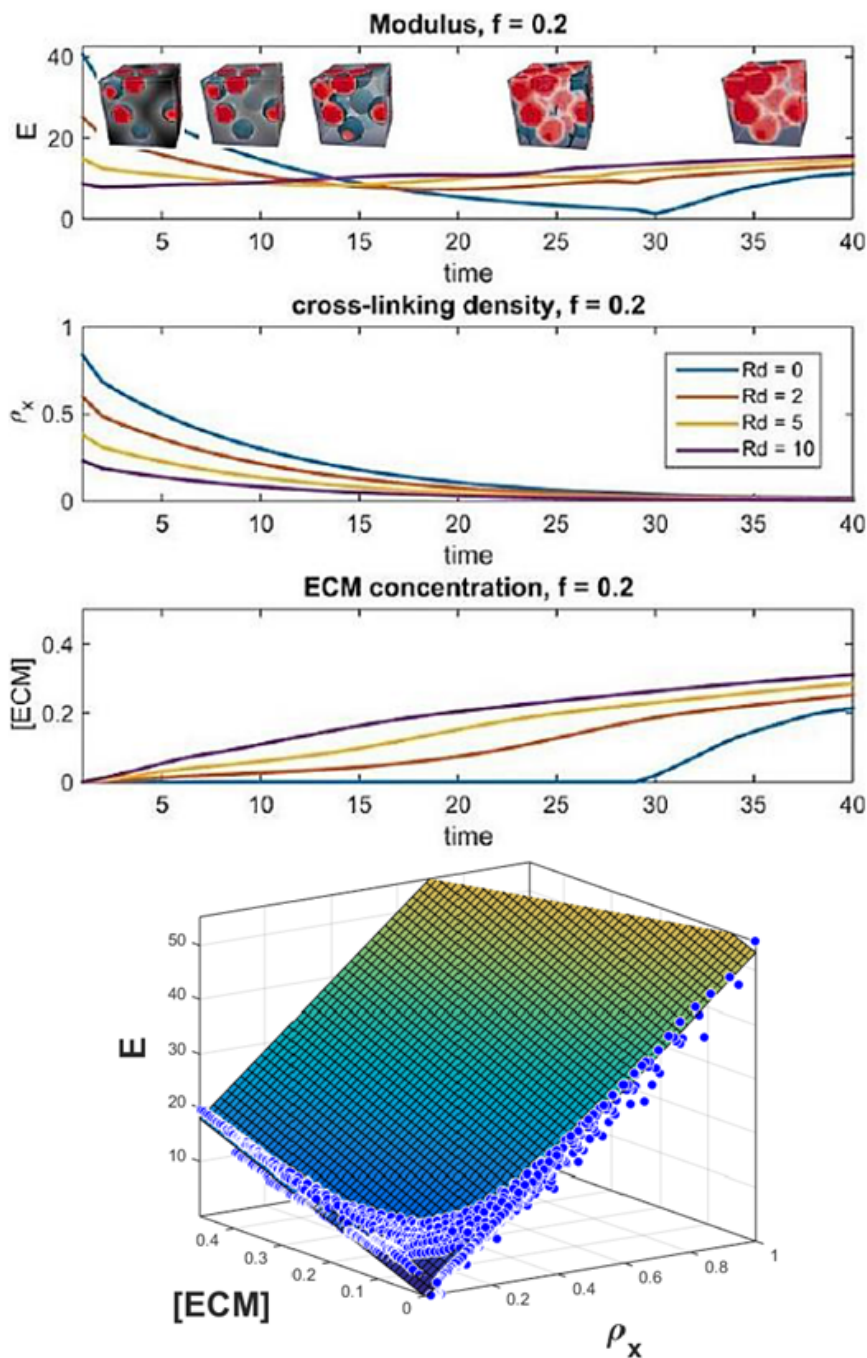 Modulus, f = 0.2
E
40
20
0
5 10 15 20 25 30 35 40
time
cross-linking density, f = 0.2
ρx
1
0.5
0
Rd = 0
Rd = 2
Rd = 5
Rd = 10
5 10 15 20 25 30 35 40
time
ECM concentration, f = 0.2
[ECM]
0.4
0.2
0
5 10 15 20 25 30 35 40
time
E
50
40
30
20
10
0.4 0.3 0.2 0.1 0
[ECM]
0.2 0.4 0.6 0.8 1
ρx